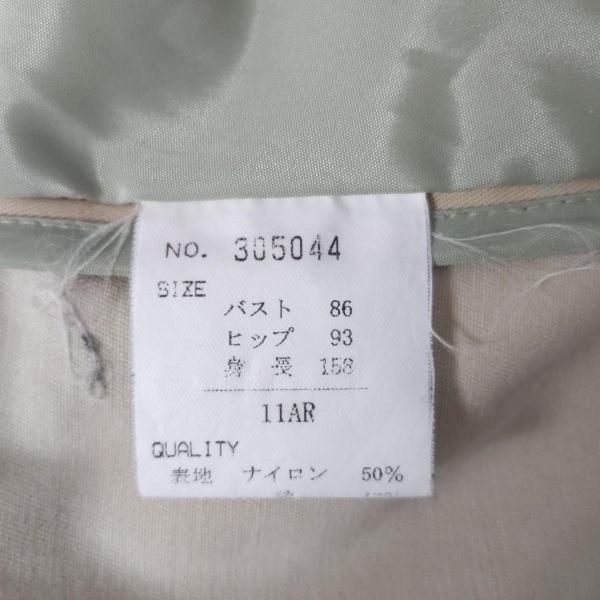 NO. 305044
SIZE
バスト 86
ヒップ 93
身長 158
11AR
QUALITY
表地 ナイロン 50%